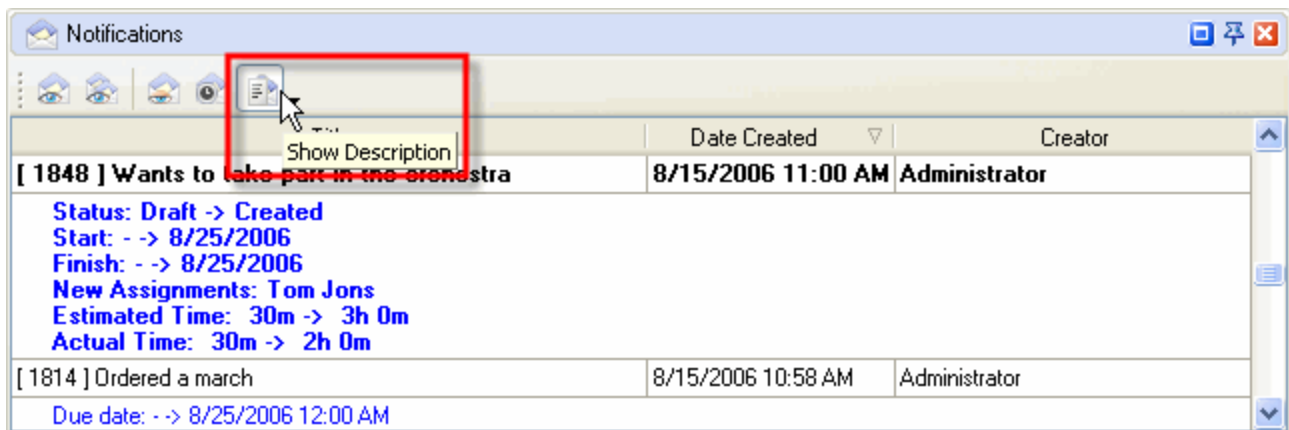 Notifications
Date Created Creator
Show Description
[ 1848 ] Wants to take part in the orchestra 8/15/2006 11:00 AM Administrator
Status: Draft -> Created
Start: - -> 8/25/2006
Finish: - -> 8/25/2006
New Assignments: Tom Jons
Estimated Time: 30m -> 3h 0m
Actual Time: 30m -> 2h 0m
[ 1814 ] Ordered a march 8/15/2006 10:58 AM Administrator
Due date: - -> 8/25/2006 12:00 AM